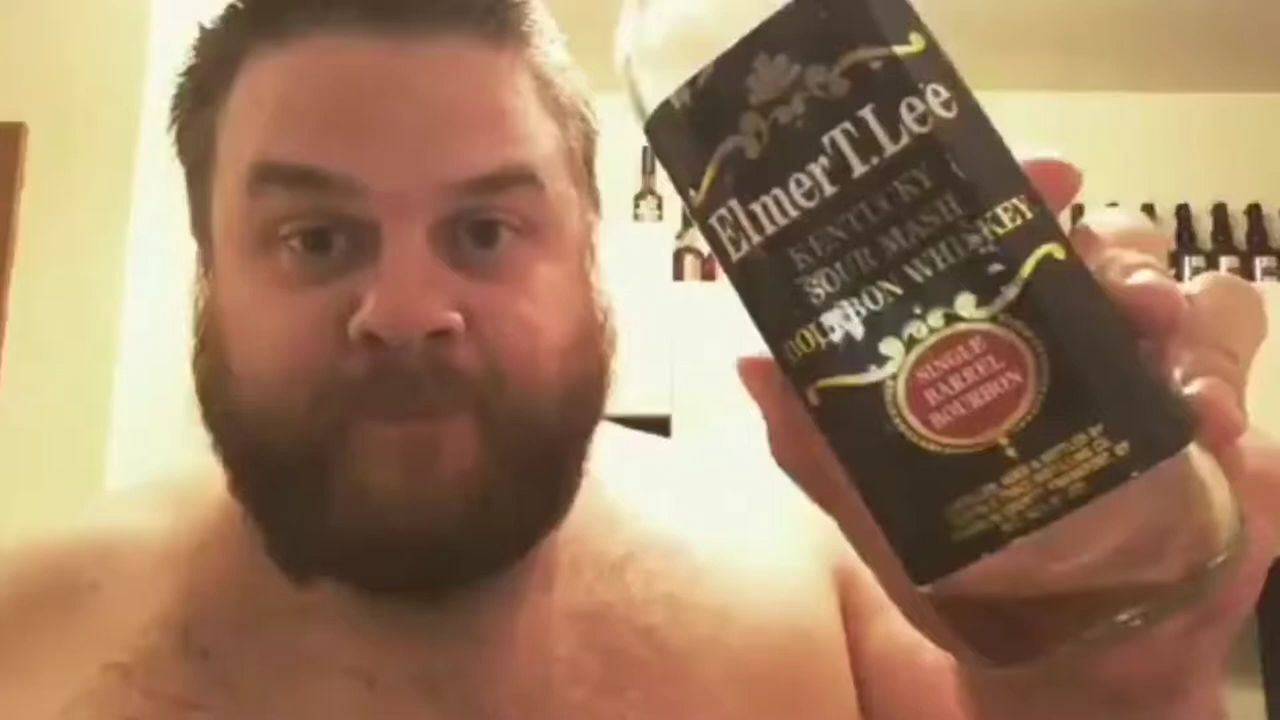 Elmer T. Lee
KENTUCKY
SOUR MASH
BOURBON WHISKEY
SINGLE
BARREL
BOURBON